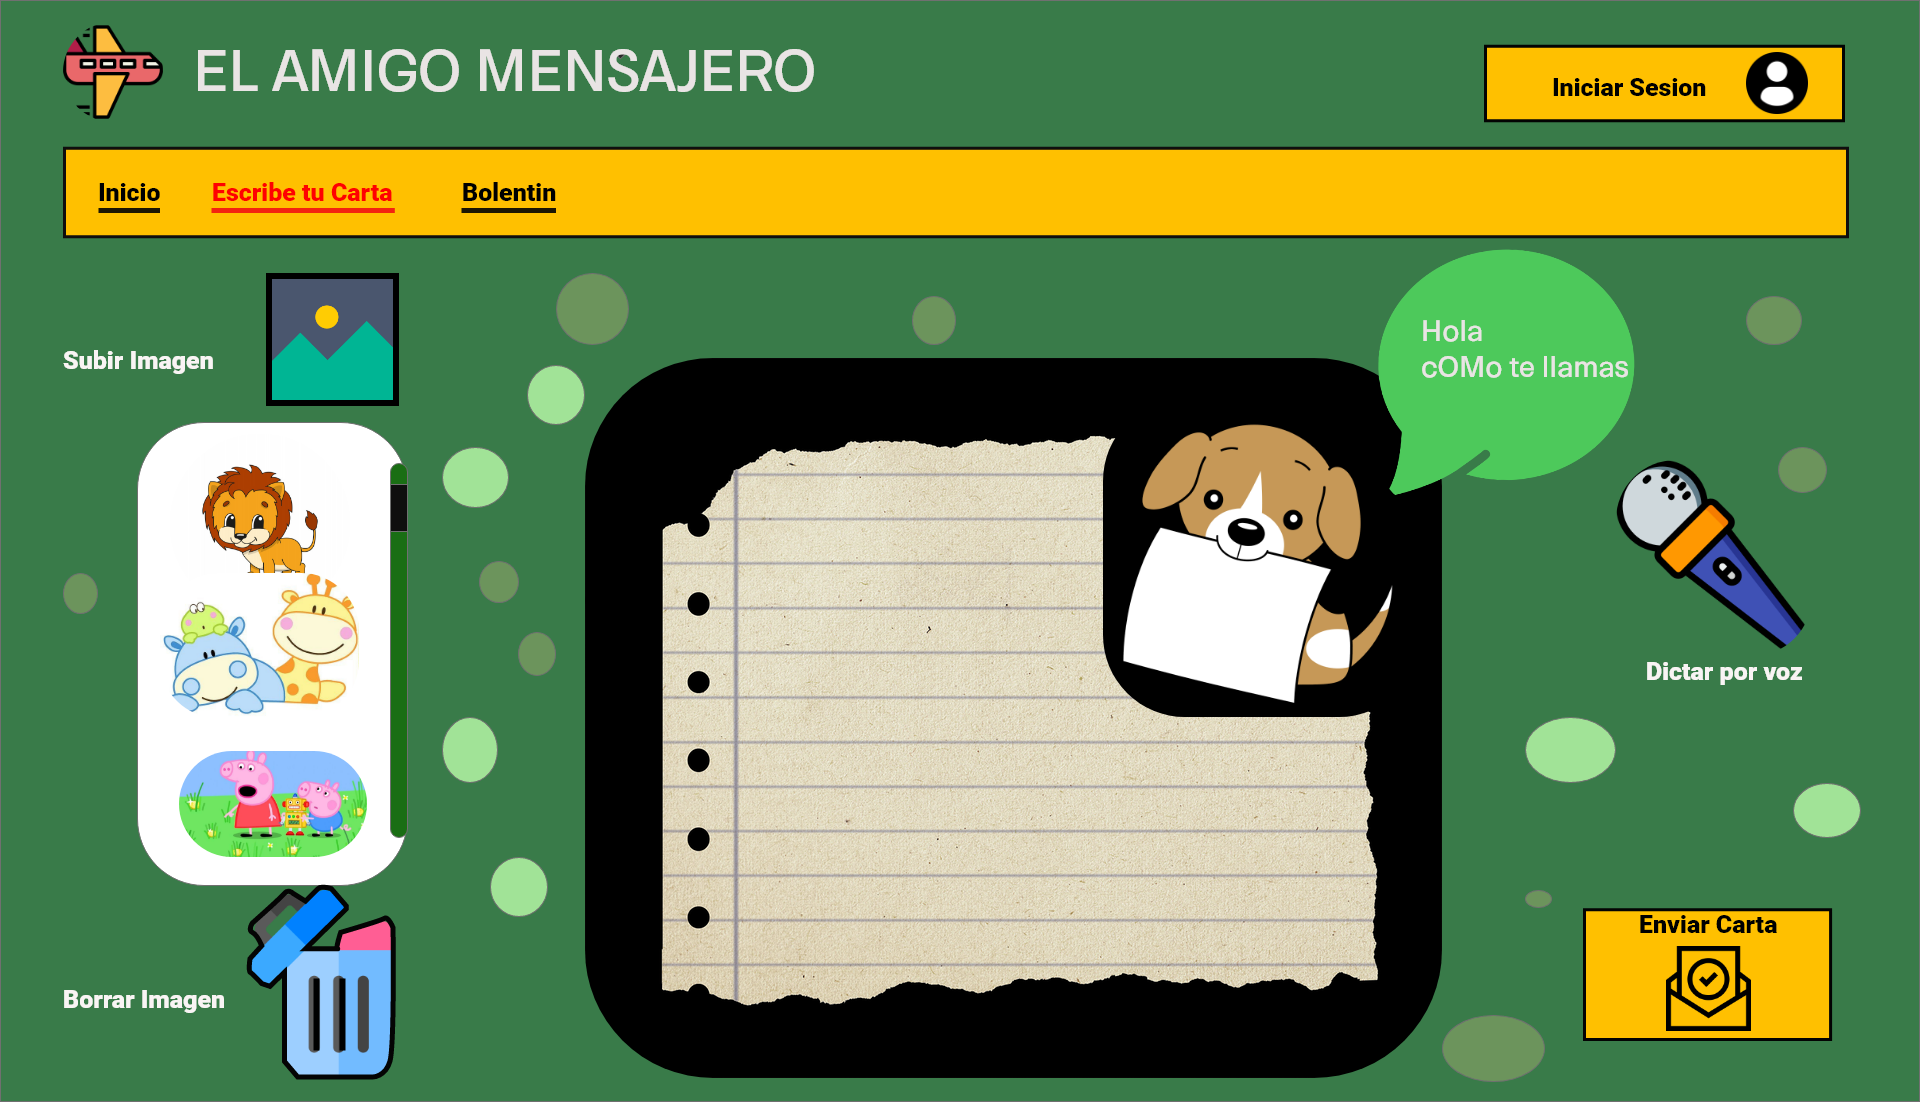 EL AMIGO MENSAJERO
Iniciar Sesion
Inicio
Escribe tu Carta
Bolentin
Subir Imagen
Hola
cOMo te llamas
Dictar por voz
Enviar Carta
Borrar Imagen